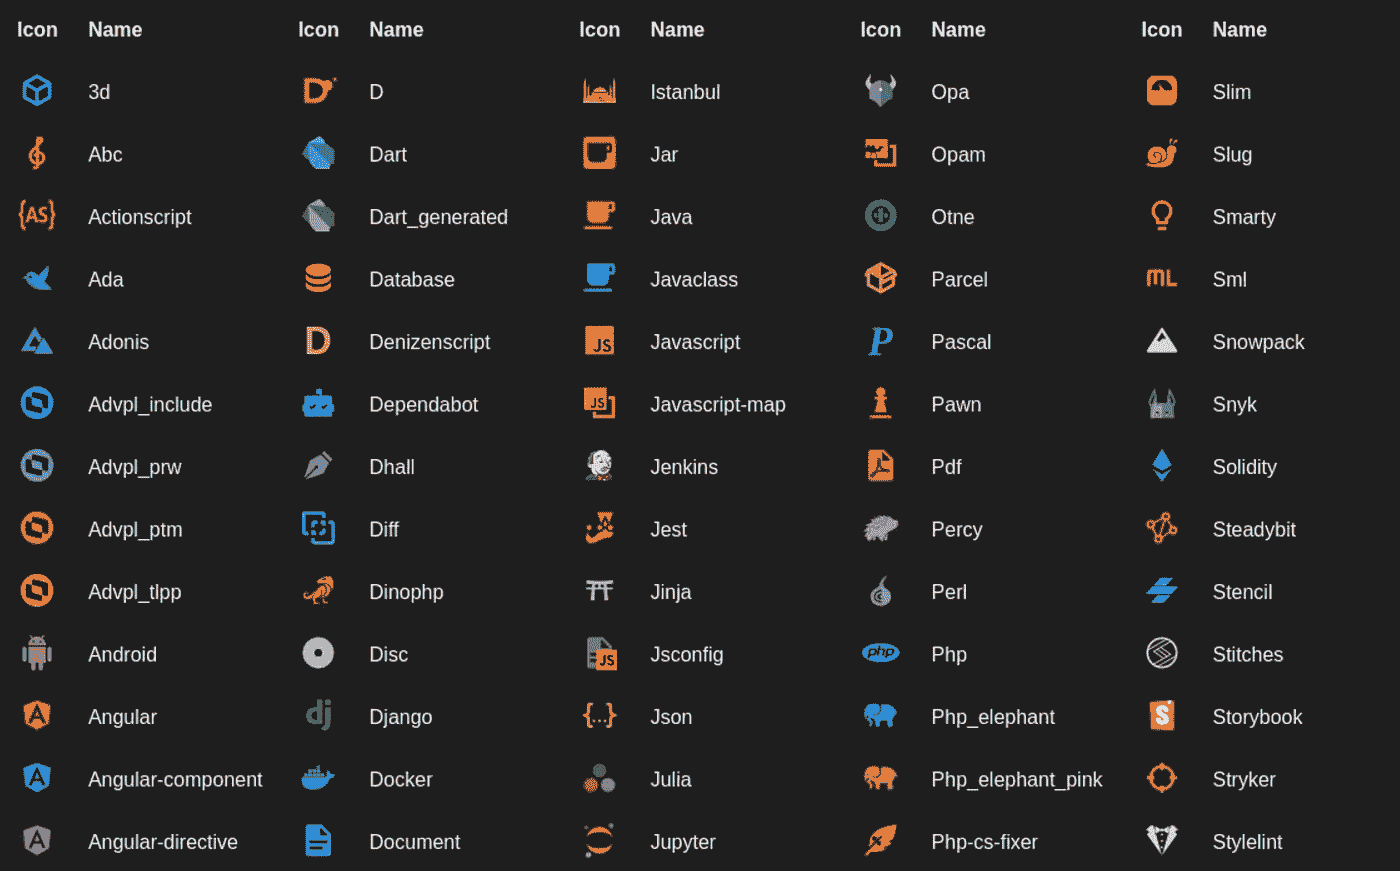 Icon Name Icon Name Icon Name Icon Name Icon Name
3d D D Istanbul Opa Slim
Abc Dart Jar Opam Slug
{AS} Actionscript Dart_generated Java Otne Smarty
Ada Database Javaclass Parcel ML Sml
Adonis D Denizenscript JS Javascript P Pascal Snowpack
Advpl_include Dependabot JS Javascript-map Pawn Snyk
Advpl_prw Dhall Jenkins Pdf Solidity
Advpl_ptm Diff Jest Percy Steadybit
Advpl_tlpp Dinophp Jinja Perl Stencil
Android Disc JS Jsconfig php Php Stitches
A Angular dj Django {...} Json Php_elephant S Storybook
A Angular-component Docker Julia Php_elephant_pink Stryker
A Angular-directive Document Jupyter Php-cs-fixer Stylelint